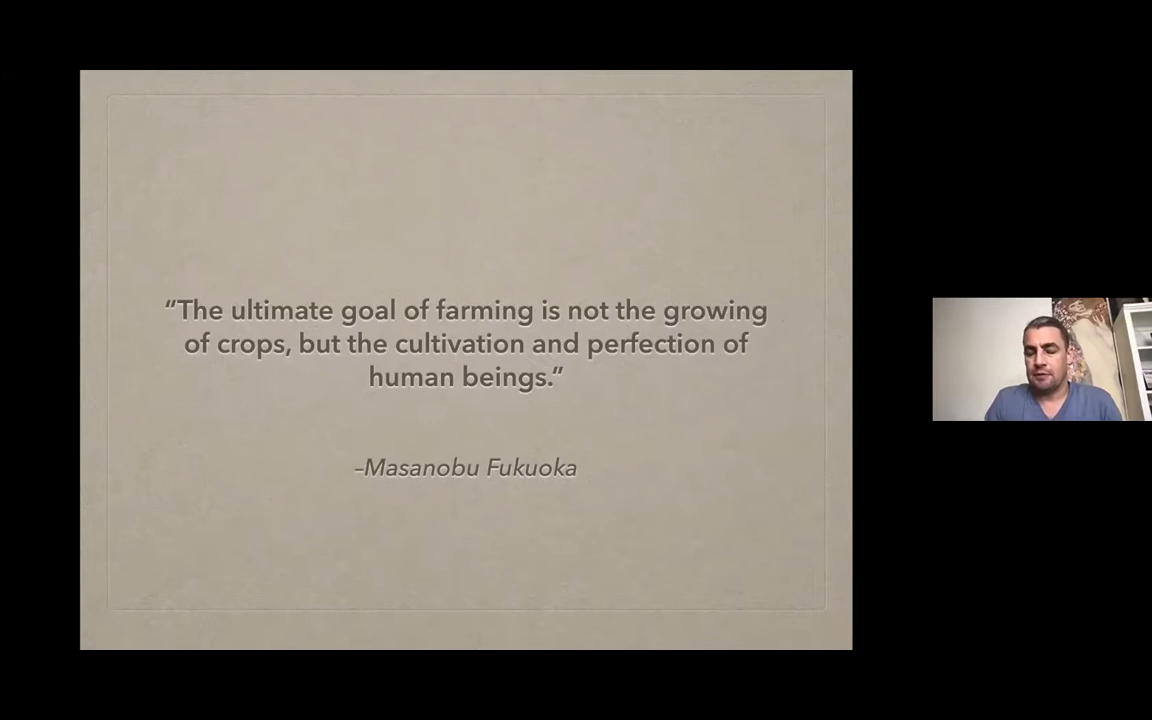 “The ultimate goal of farming is not the growing
of crops, but the cultivation and perfection of
human beings.”
–Masanobu Fukuoka